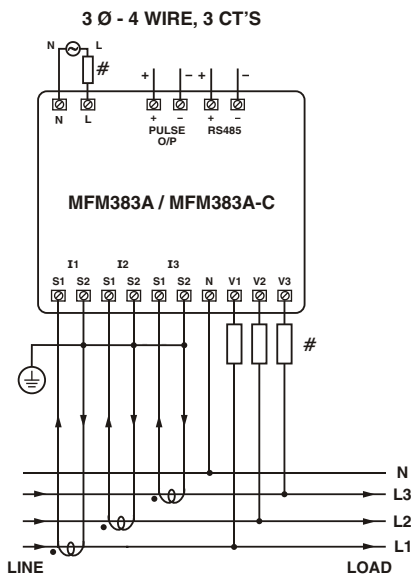 3 Ø - 4 WIRE, 3 CT'S
N L
#
+ – + –
N L + – + –
PULSE O/P RS485
MFM383A / MFM383A-C
I1 I2 I3
S1 S2 S1 S2 S1 S2 N V1 V2 V3
#
N
L3
L2
L1
LINE LOAD